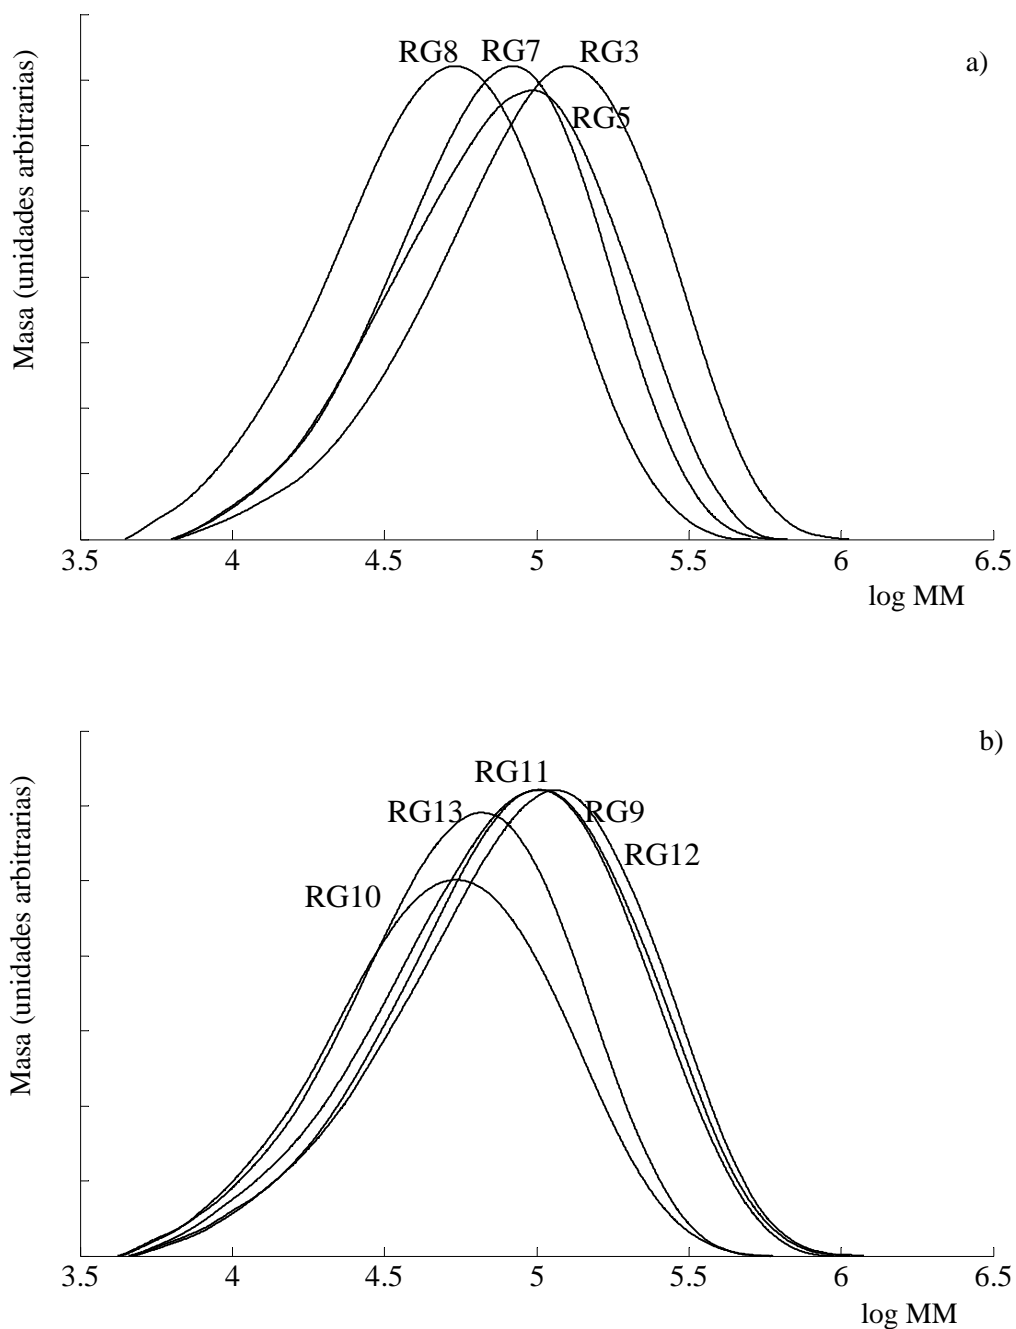 a)
RG8 RG7 RG3
RG5
Masa (unidades arbitrarias)
3.5 4 4.5 5 5.5 6 6.5
log MM
b)
RG11
RG13 RG9
RG12
RG10
Masa (unidades arbitrarias)
3.5 4 4.5 5 5.5 6 6.5
log MM